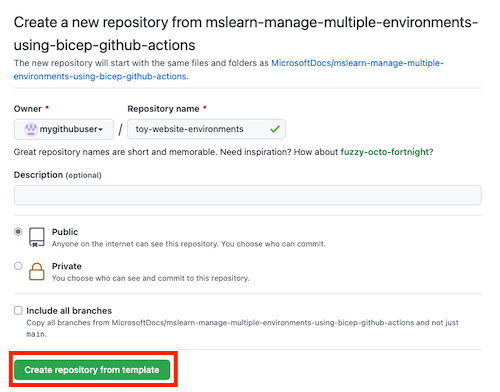 Create a new repository from mslearn-manage-multiple-environments-
using-bicep-github-actions
The new repository will start with the same files and folders as MicrosoftDocs/mslearn-manage-multiple-
environments-using-bicep-github-actions.
Owner * Repository name *
mygithubuser / toy-website-environments
Great repository names are short and memorable. Need inspiration? How about fuzzy-octo-fortnight?
Description (optional)
Public
Anyone on the internet can see this repository. You choose who can commit.
Private
You choose who can see and commit to this repository.
Include all branches
Copy all branches from MicrosoftDocs/mslearn-manage-multiple-environments-using-bicep-github-actions and not just
main.
Create repository from template